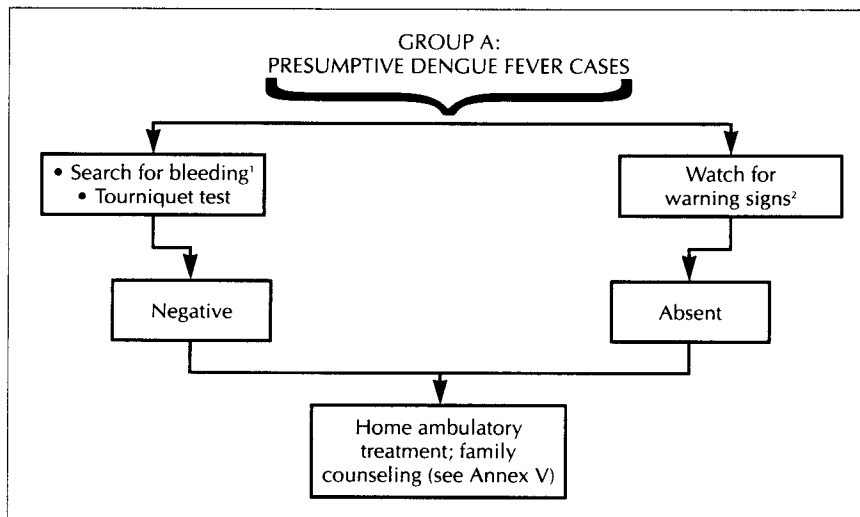 GROUP A:
PRESUMPTIVE DENGUE FEVER CASES
• Search for bleeding¹
• Tourniquet test
Watch for
warning signs²
Negative
Absent
Home ambulatory
treatment; family
counseling (see Annex V)